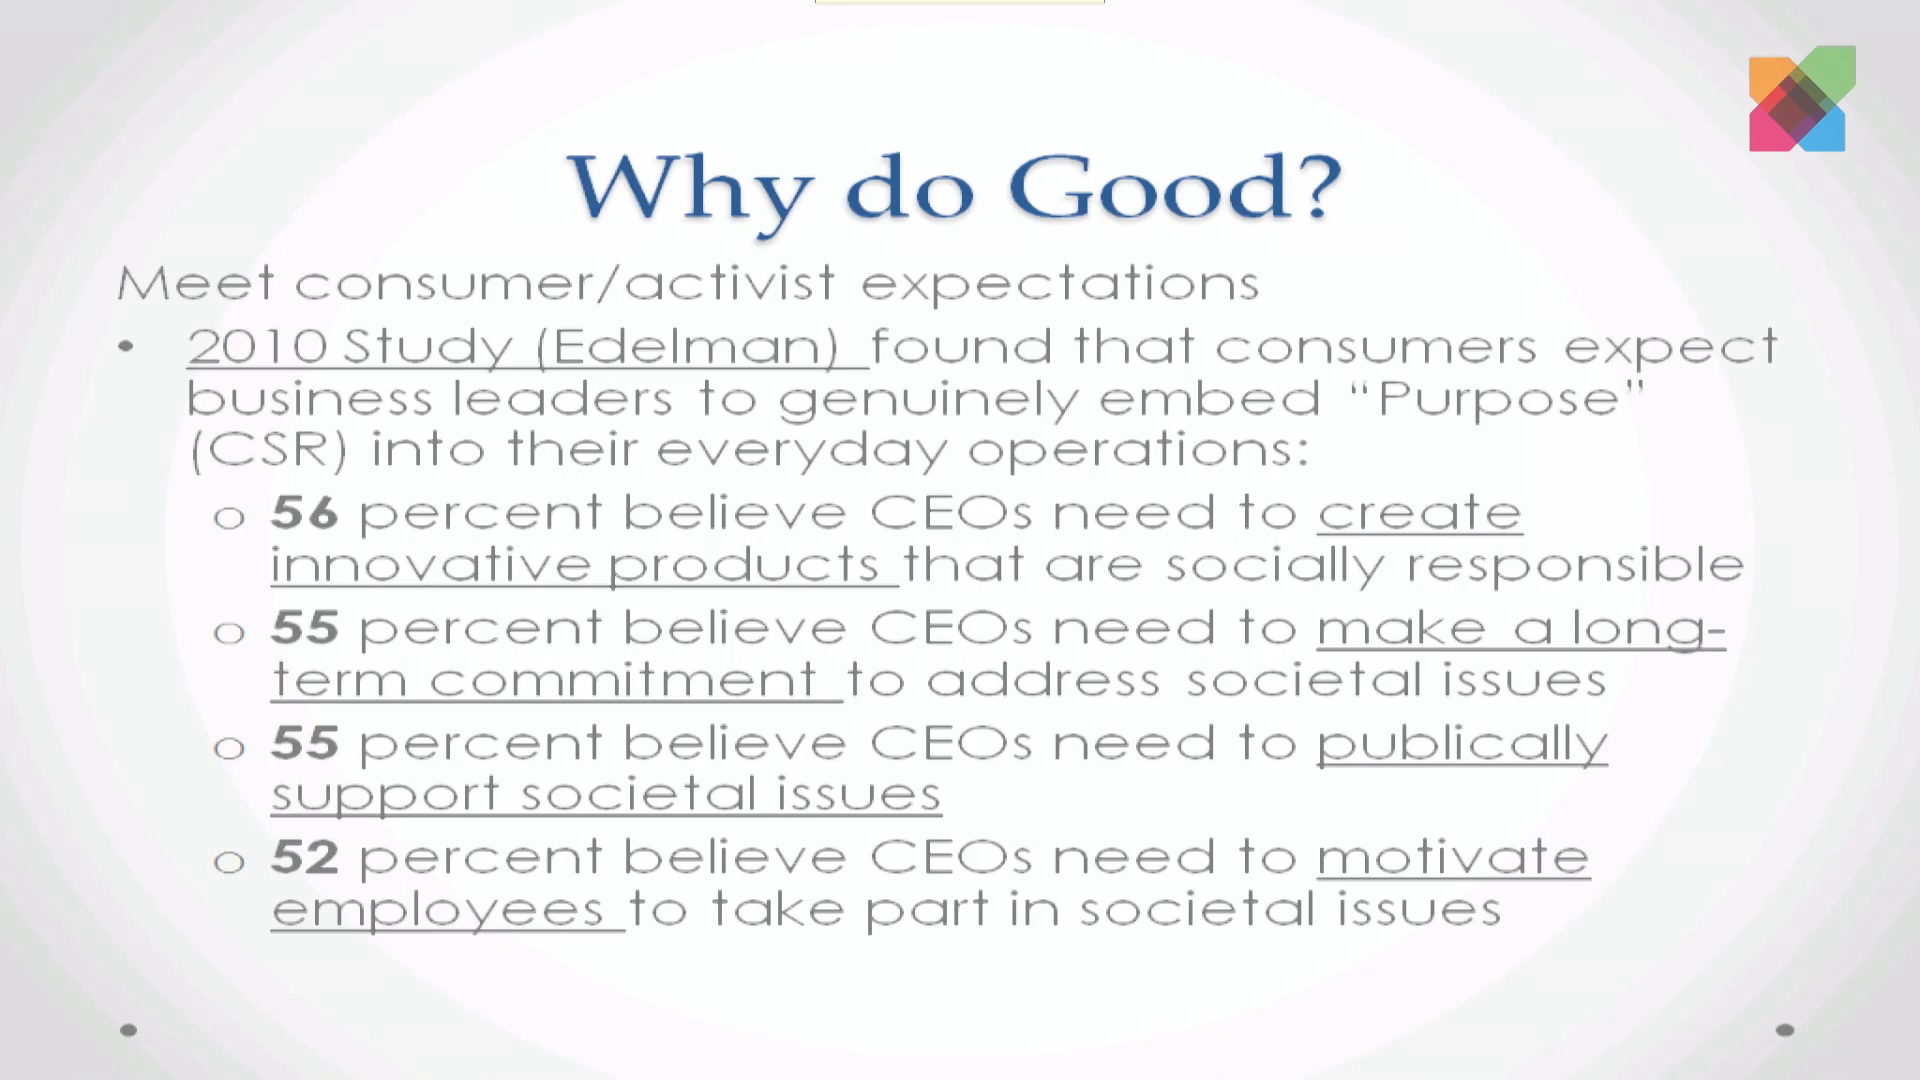 Why do Good?
Meet consumer/activist expectations
• 2010 Study (Edelman) found that consumers expect
business leaders to genuinely embed “Purpose”
(CSR) into their everyday operations:
o 56 percent believe CEOs need to create
innovative products that are socially responsible
o 55 percent believe CEOs need to make a long-
term commitment to address societal issues
o 55 percent believe CEOs need to publically
support societal issues
o 52 percent believe CEOs need to motivate
employees to take part in societal issues